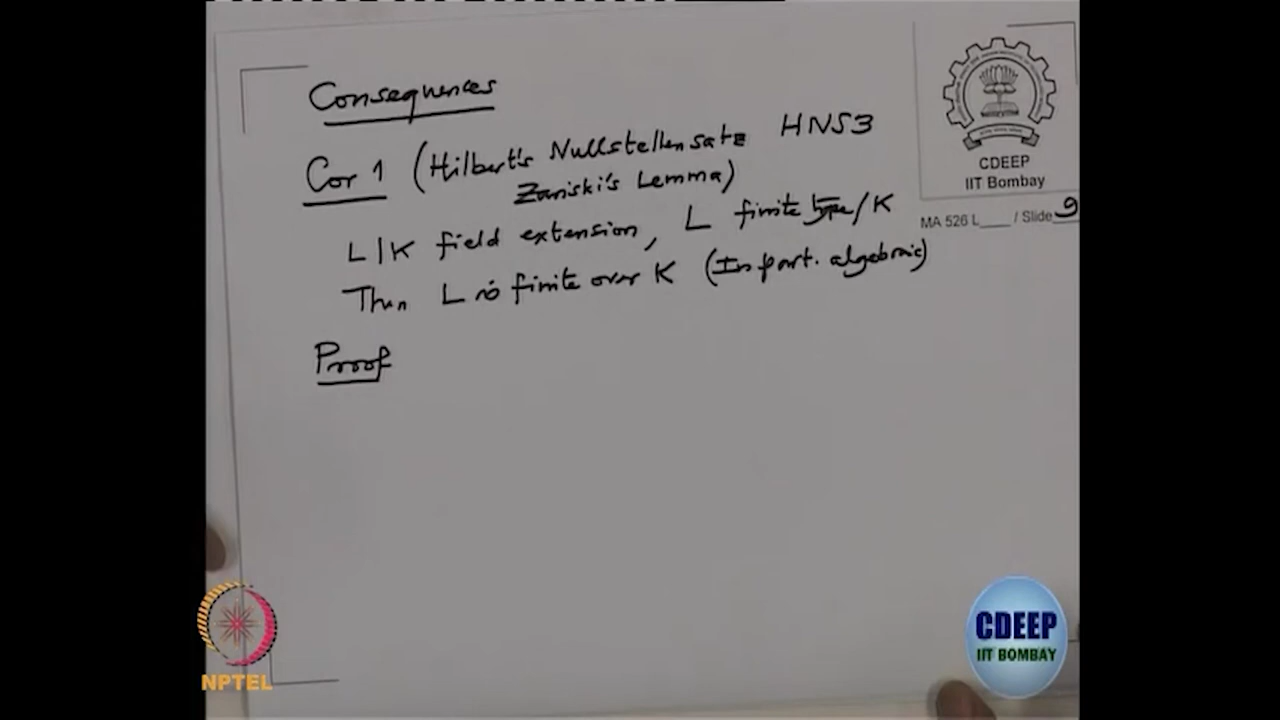 Consequences
Cor 1 (Hilbert's Nullstellensatz HNS3
Zariski's Lemma)
L|K field extension, L finite type/K
Then L is finite over K (In part. algebraic)
Proof
CDEEP
IIT Bombay
MA 526 L___ / Slide 9
NPTEL
CDEEP
IIT BOMBAY